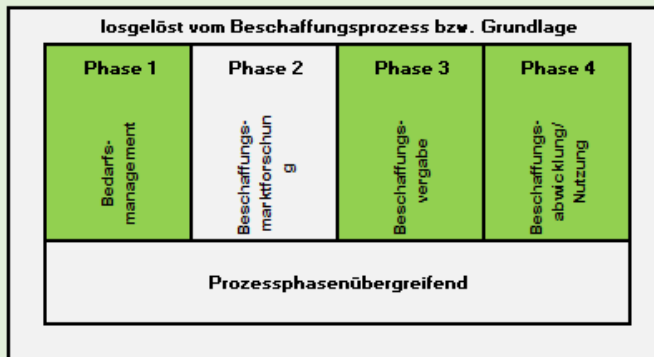 losgelöst vom Beschaffungsprozess bzw. Grundlage
Phase 1
Bedarfs-
management
Phase 2
Beschaffungs-
marktforschun
g
Phase 3
Beschaffungs-
vergabe
Phase 4
Beschaffungs-
abwicklung/
Nutzung
Prozessphasenübergreifend